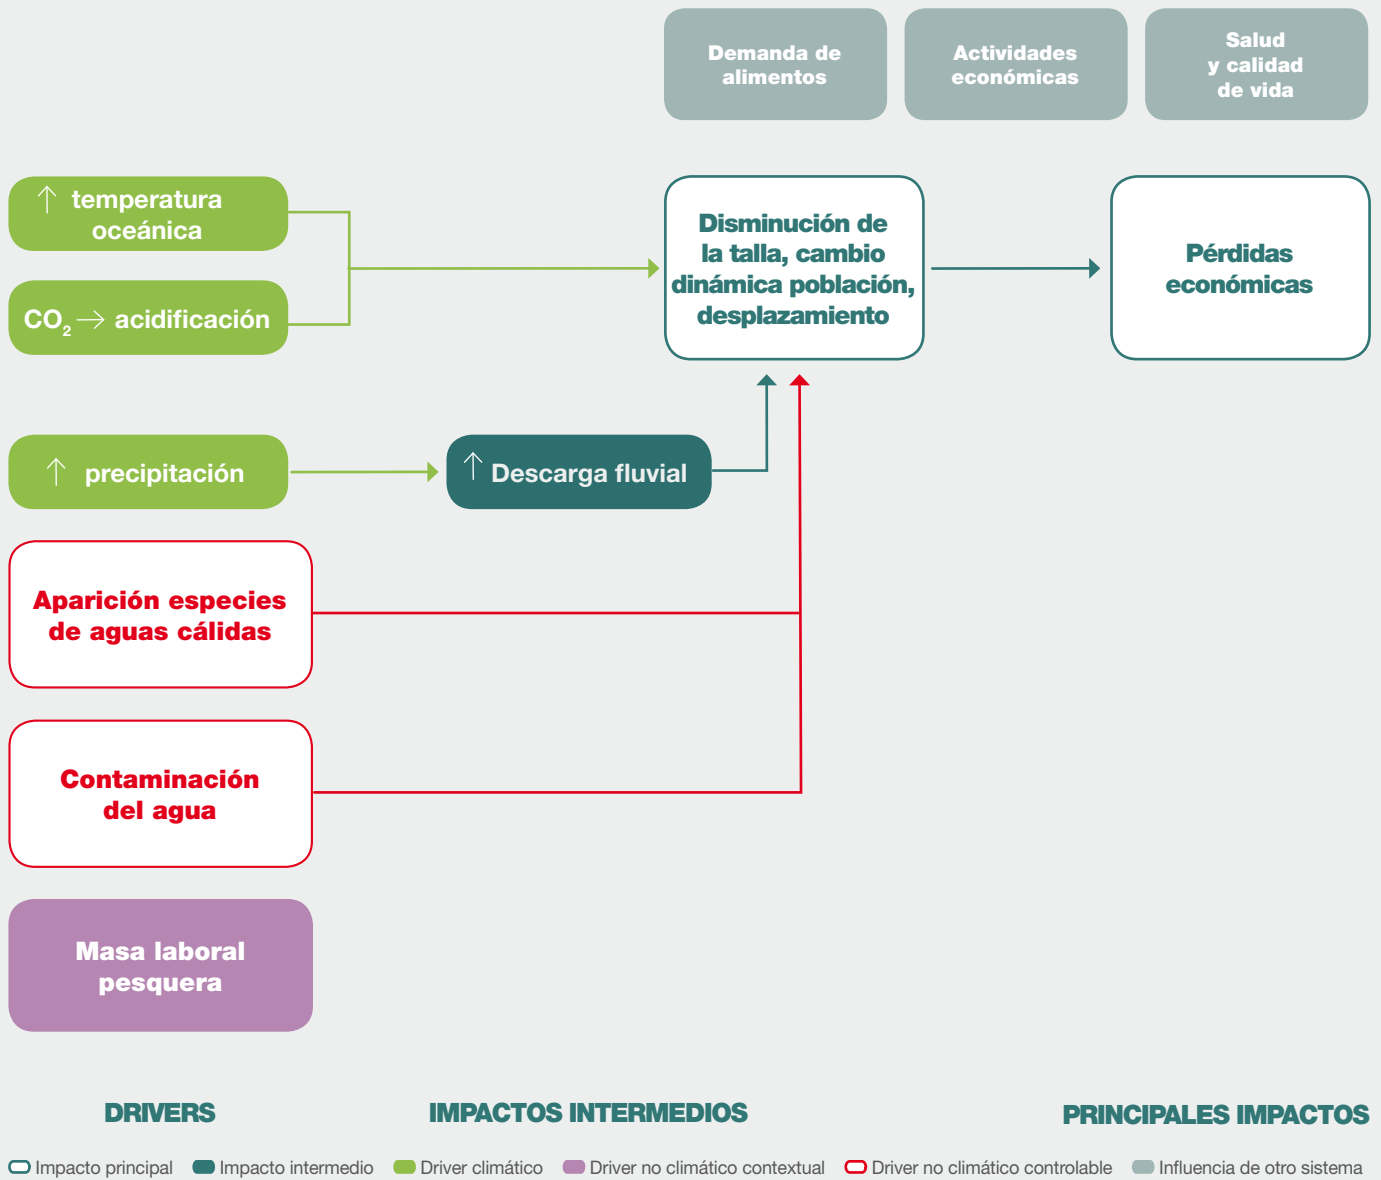 Demanda de
alimentos
Actividades
económicas
Salud
y calidad
de vida
↑ temperatura
oceánica
CO₂ → acidificación
Disminución de
la talla, cambio
dinámica población,
desplazamiento
Pérdidas
económicas
↑ precipitación
↑ Descarga fluvial
Aparición especies
de aguas cálidas
Contaminación
del agua
Masa laboral
pesquera
DRIVERS
IMPACTOS INTERMEDIOS
PRINCIPALES IMPACTOS
Impacto principal
Impacto intermedio
Driver climático
Driver no climático contextual
Driver no climático controlable
Influencia de otro sistema